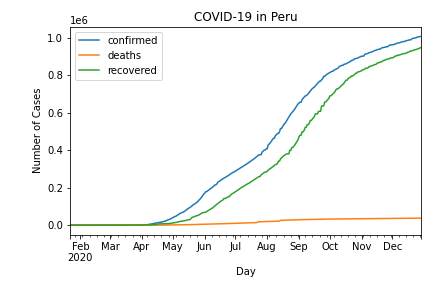 COVID-19 in Peru
1e6
confirmed
deaths
recovered
1.0
0.8
0.6
0.4
0.2
0.0
Number of Cases
Feb Mar Apr May Jun Jul Aug Sep Oct Nov Dec
2020
Day